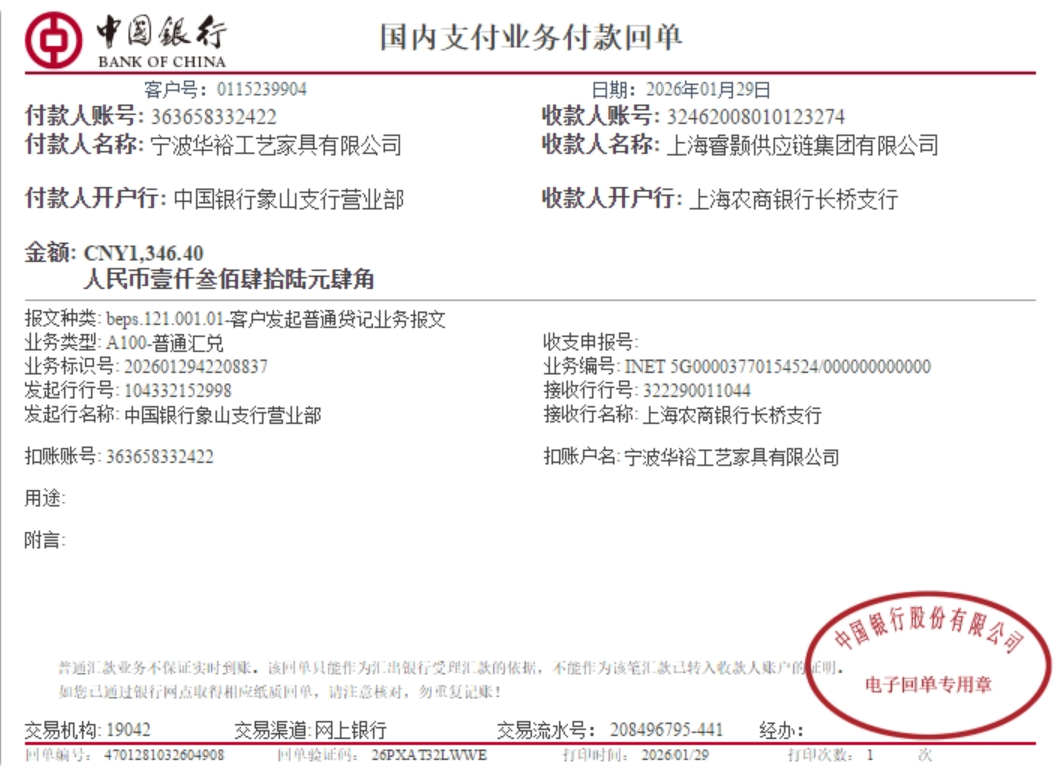 中國銀行
BANK OF CHINA
国内支付业务付款回单
客户号：0115239904 日期：2026年01月29日
付款人账号: 363658332422 收款人账号: 32462008010123274
付款人名称: 宁波华裕工艺家具有限公司 收款人名称: 上海睿颢供应链集团有限公司
付款人开户行: 中国银行象山支行营业部 收款人开户行: 上海农商银行长桥支行
金额: CNY1,346.40
人民币壹仟叁佰肆拾陆元肆角
报文种类: beps.121.001.01-客户发起普通贷记业务报文
业务类型: A100-普通汇兑 收支申报号:
业务标识号: 2026012942208837 业务编号: INET 5G00003770154524/000000000000
发起行行号: 104332152998 接收行行号: 322290011044
发起行名称: 中国银行象山支行营业部 接收行名称: 上海农商银行长桥支行
扣账账号: 363658332422 扣账户名: 宁波华裕工艺家具有限公司
用途:
附言:
中国银行股份有限公司
电子回单专用章
普通汇款业务不保证实时到账。该回单只能作为汇出银行受理汇款的依据，不能作为该笔汇款已转入收款人账户的证明。
如您已通过银行网点取得相应纸质回单，请注意核对，勿重复记账！
交易机构: 19042 交易渠道: 网上银行 交易流水号： 208496795-441 经办：
回单编号： 4701281032604908 回单验证码： 26PXAT32LWWE 打印时间： 2026/01/29 打印次数： 1 次